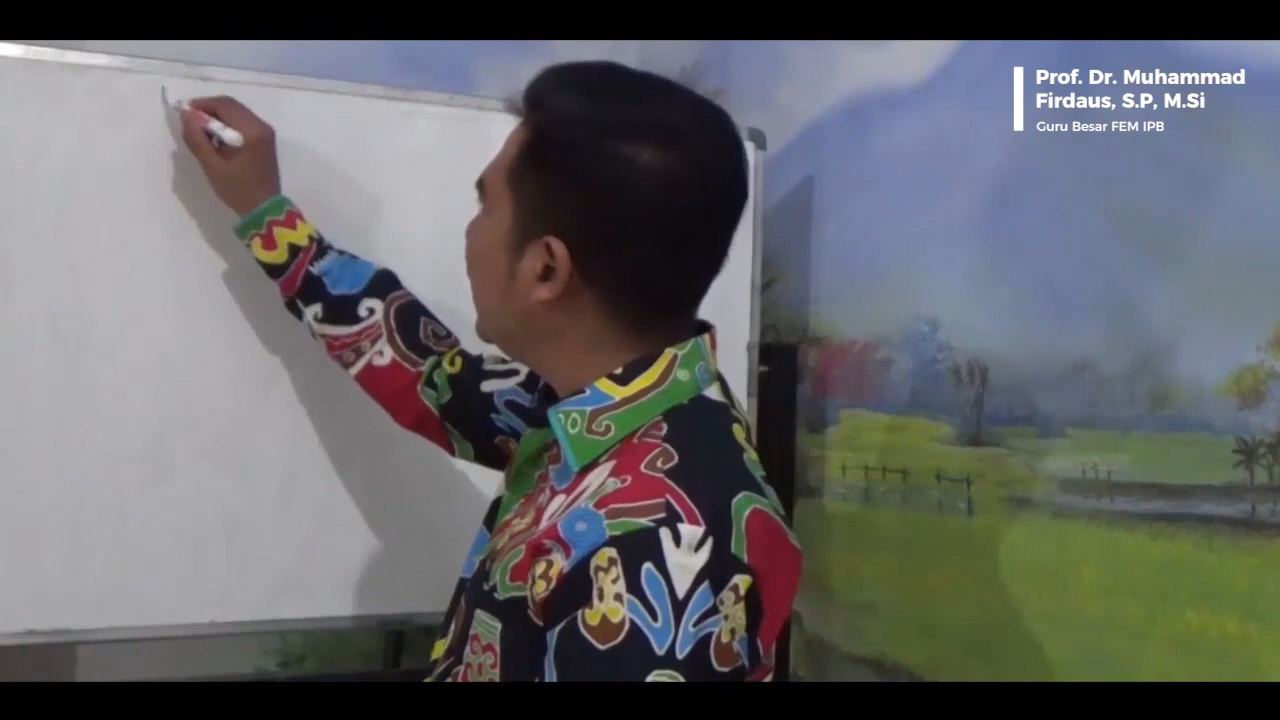 Prof. Dr. Muhammad
Firdaus, S.P, M.Si
Guru Besar FEM IPB